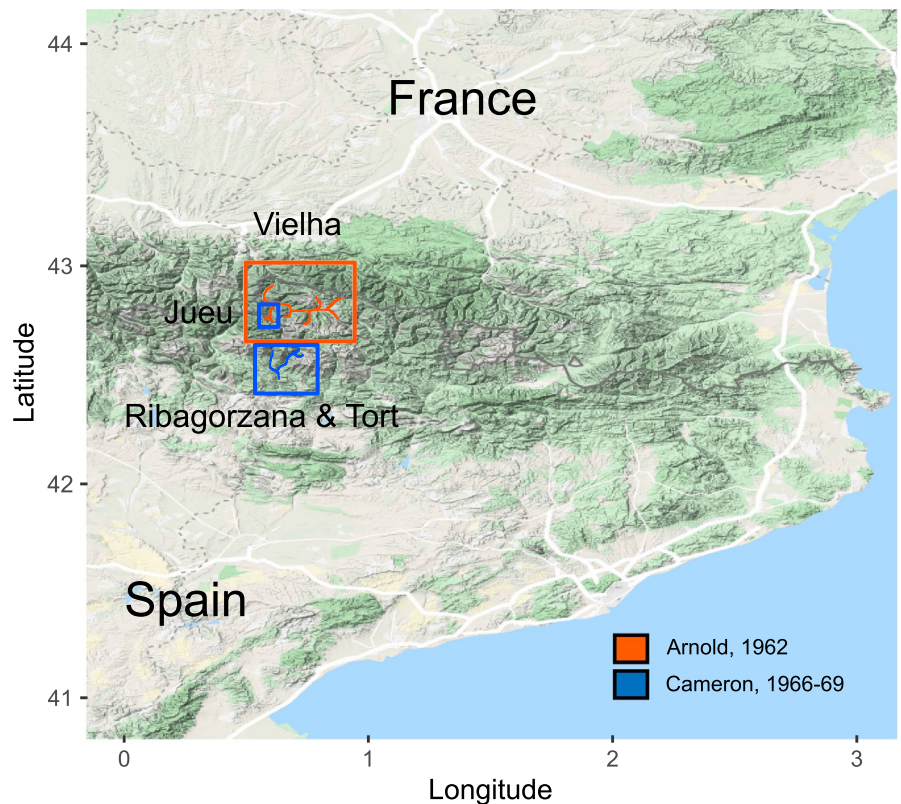 44
France
Vielha
43
Jueu
Latitude
Ribagorzana & Tort
42
Spain
Arnold, 1962
Cameron, 1966-69
41
0
1
2
3
Longitude